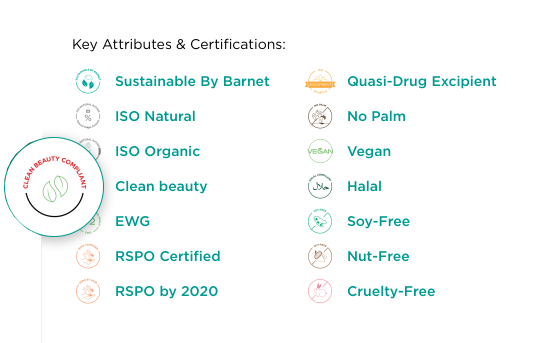 Key Attributes & Certifications:
Sustainable By Barnet
Quasi-Drug Excipient
ISO Natural
%
No Palm
ISO Organic
VEGAN
Vegan
CLEAN BEAUTY COMPLIANT
Clean beauty
Halal
2
EWG
Soy-Free
RSPO Certified
Nut-Free
RSPO by 2020
Cruelty-Free